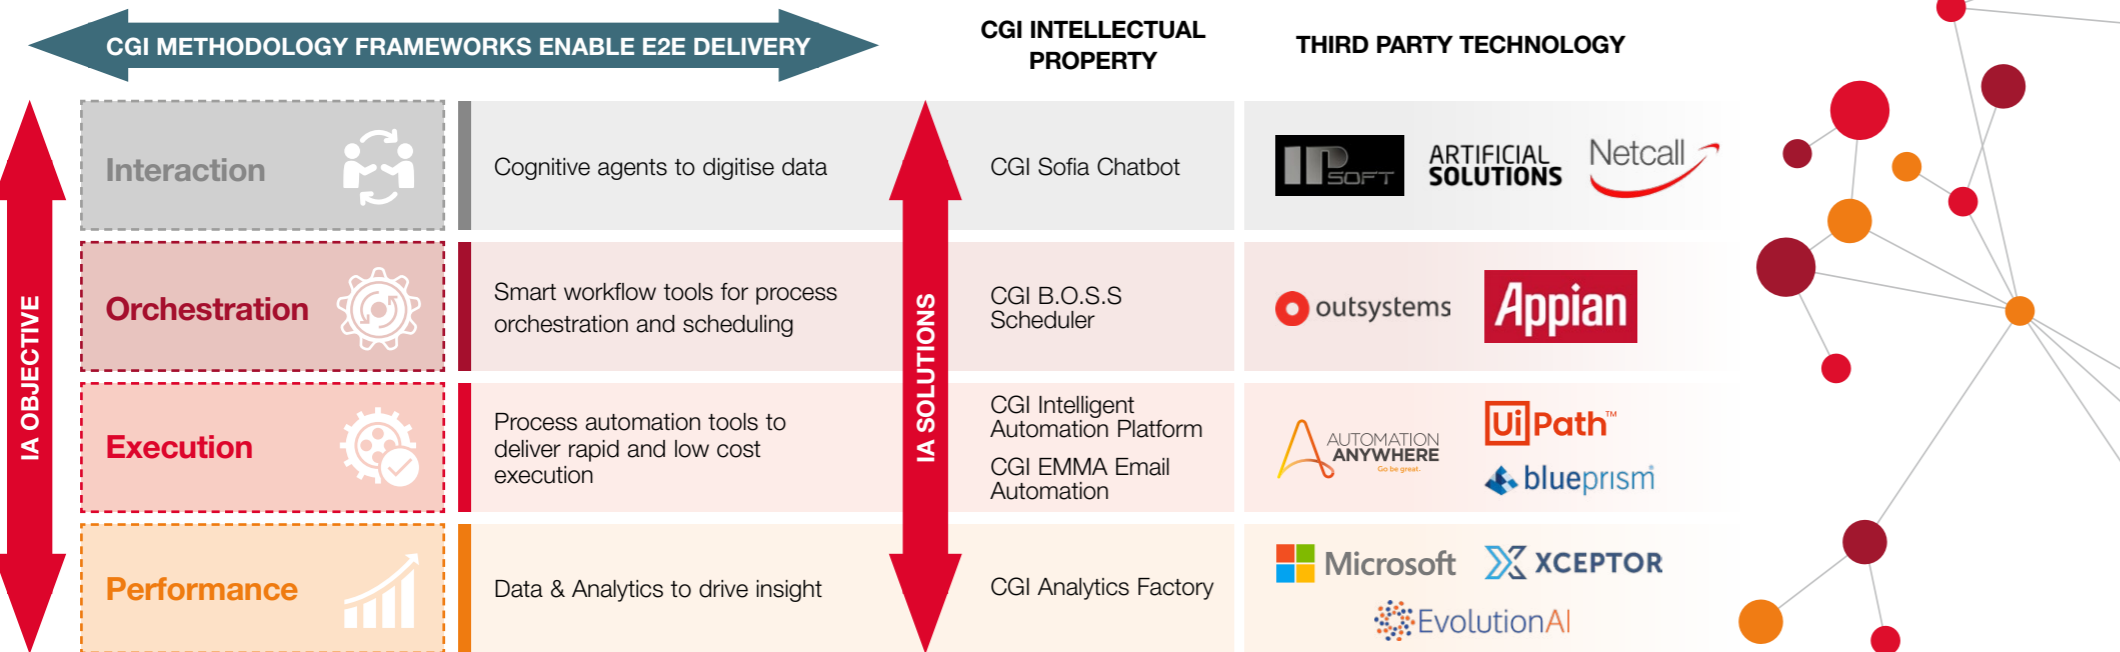 CGI METHODOLOGY FRAMEWORKS ENABLE E2E DELIVERY
CGI INTELLECTUAL
PROPERTY
THIRD PARTY TECHNOLOGY
IA OBJECTIVE
IA SOLUTIONS
Interaction
Cognitive agents to digitise data
CGI Sofia Chatbot
IPSOFT
ARTIFICIAL
SOLUTIONS
Netcall
Orchestration
Smart workflow tools for process
orchestration and scheduling
CGI B.O.S.S
Scheduler
outsystems
Appian
Execution
Process automation tools to
deliver rapid and low cost
execution
CGI Intelligent
Automation Platform
CGI EMMA Email
Automation
AUTOMATION
ANYWHERE
Go be great.
UiPath™
blueprism
Performance
Data & Analytics to drive insight
CGI Analytics Factory
Microsoft
XCEPTOR
EvolutionAI